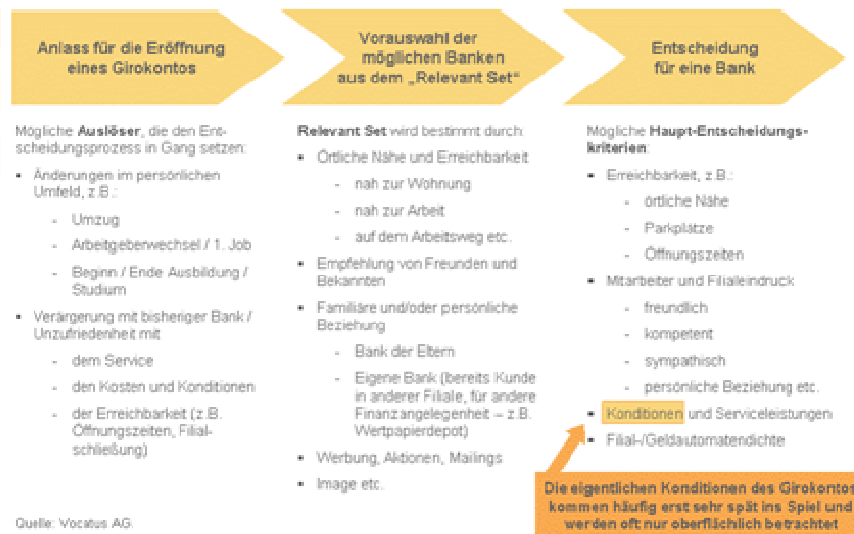 Anlass für die Eröffnung
eines Girokontos
Vorauswahl der
möglichen Banken
aus dem „Relevant Set“
Entscheidung
für eine Bank
Mögliche Auslöser, die den Ent-
scheidungsprozess in Gang setzen:
▪ Änderungen im persönlichen
Umfeld, z.B.:
- Umzug
- Arbeitgeberwechsel / 1. Job
- Beginn / Ende Ausbildung /
Studium
▪ Verärgerung mit bisheriger Bank /
Unzufriedenheit mit
- dem Service
- den Kosten und Konditionen
- der Erreichbarkeit (z.B.
Öffnungszeiten, Filial-
schließung)
Relevant Set wird bestimmt durch:
▪ Örtliche Nähe und Erreichbarkeit
- nah zur Wohnung
- nah zur Arbeit
- auf dem Arbeitsweg etc.
▪ Empfehlung von Freunden und
Bekannten
▪ Familiäre und/oder persönliche
Beziehung
- Bank der Eltern
- Eigene Bank (bereits Kunde
in anderer Filiale, für andere
Finanzangelegenheit – z.B.
Wertpapierdepot)
▪ Werbung, Aktionen, Mailings
▪ Image etc.
Mögliche Haupt-Entscheidungs-
kriterien:
▪ Erreichbarkeit, z.B.:
- örtliche Nähe
- Parkplätze
- Öffnungszeiten
▪ Mitarbeiter und Filialeindruck
- freundlich
- kompetent
- sympathisch
- persönliche Beziehung etc.
▪ Konditionen und Serviceleistungen
▪ Filial-/Geldautomatendichte
Die eigentlichen Konditionen des Girokontos
kommen häufig erst sehr spät ins Spiel und
werden oft nur oberflächlich betrachtet
Quelle: Vocatus AG.